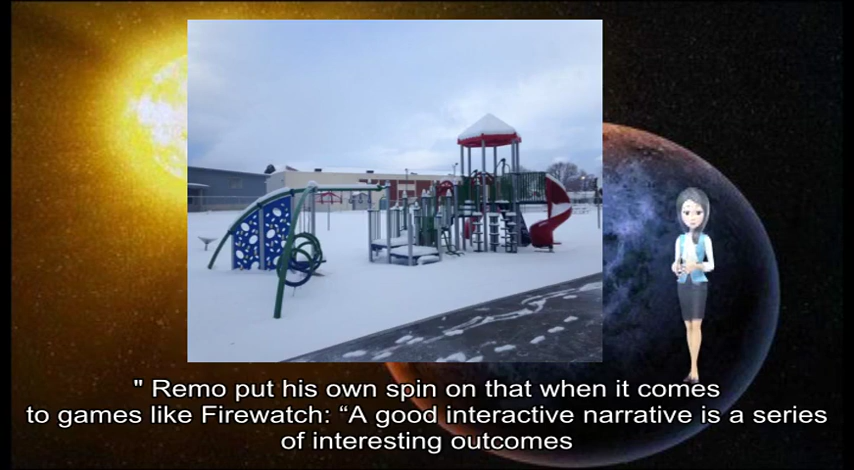 " Remo put his own spin on that when it comes
to games like Firewatch: “A good interactive narrative is a series
of interesting outcomes